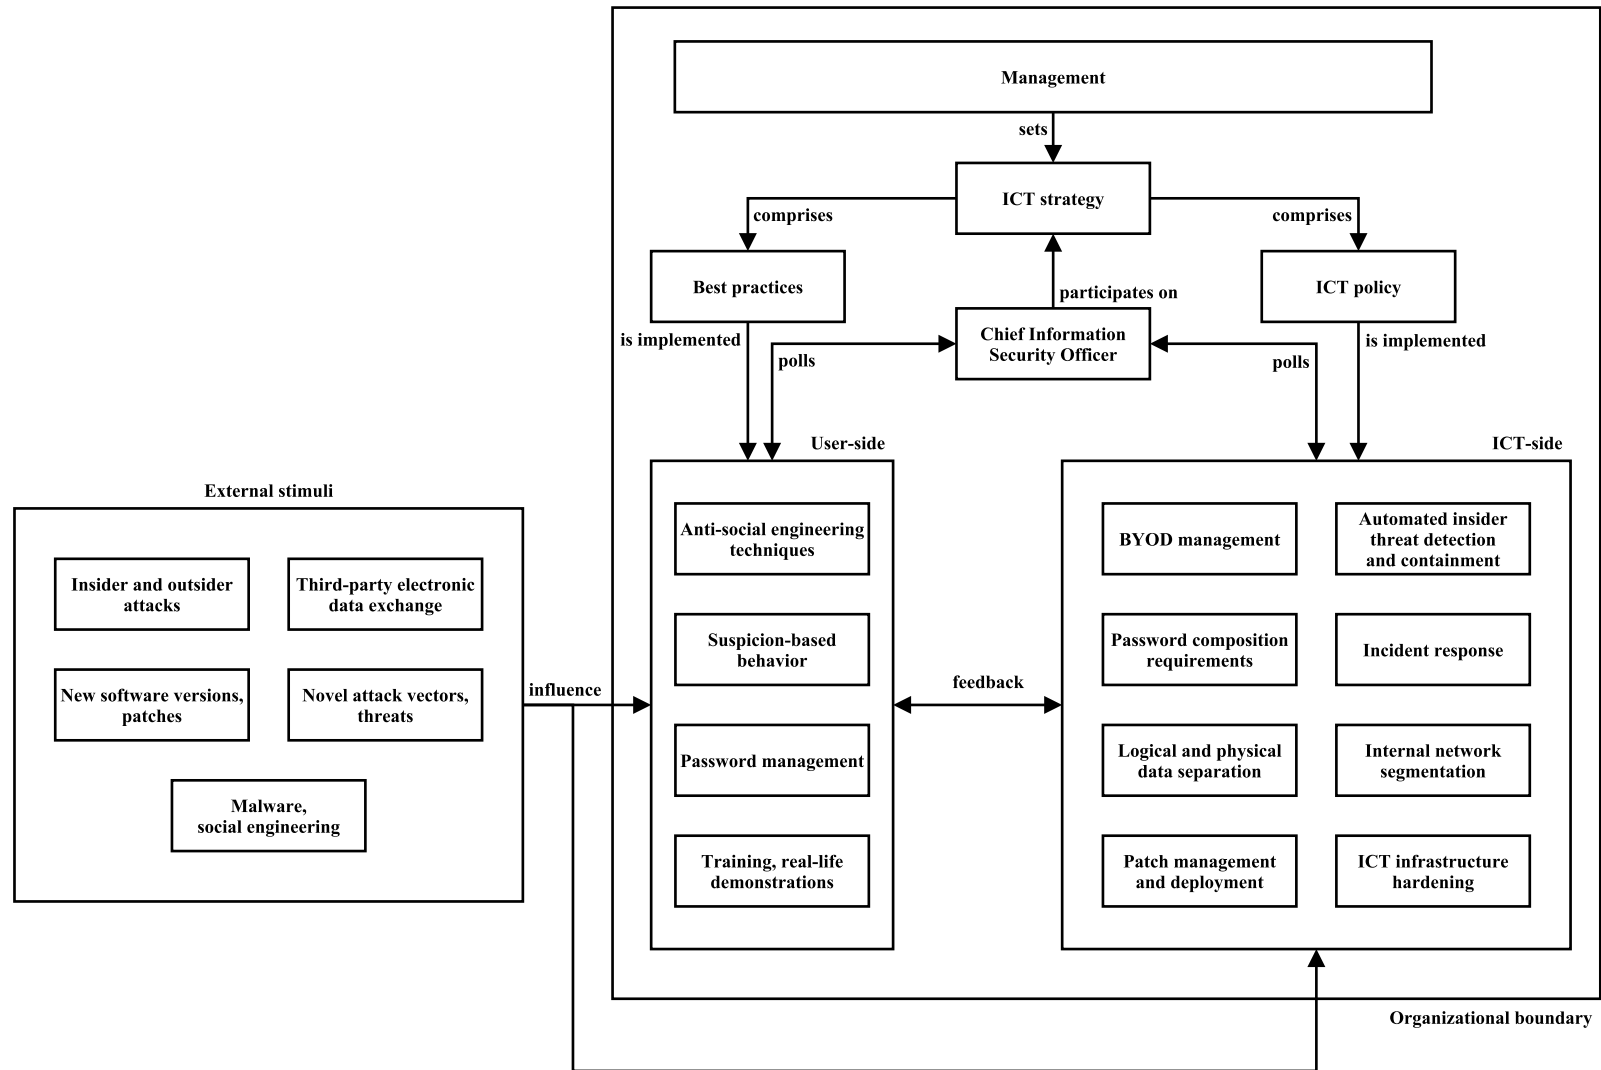 Management
sets
ICT strategy
comprises
comprises
Best practices
ICT policy
participates on
is implemented
Chief Information
Security Officer
is implemented
polls
polls
User-side
ICT-side
External stimuli
Insider and outsider
attacks
Third-party electronic
data exchange
New software versions,
patches
Novel attack vectors,
threats
Malware,
social engineering
influence
Anti-social engineering
techniques
Suspicion-based
behavior
Password management
Training, real-life
demonstrations
feedback
BYOD management
Automated insider
threat detection
and containment
Password composition
requirements
Incident response
Logical and physical
data separation
Internal network
segmentation
Patch management
and deployment
ICT infrastructure
hardening
Organizational boundary